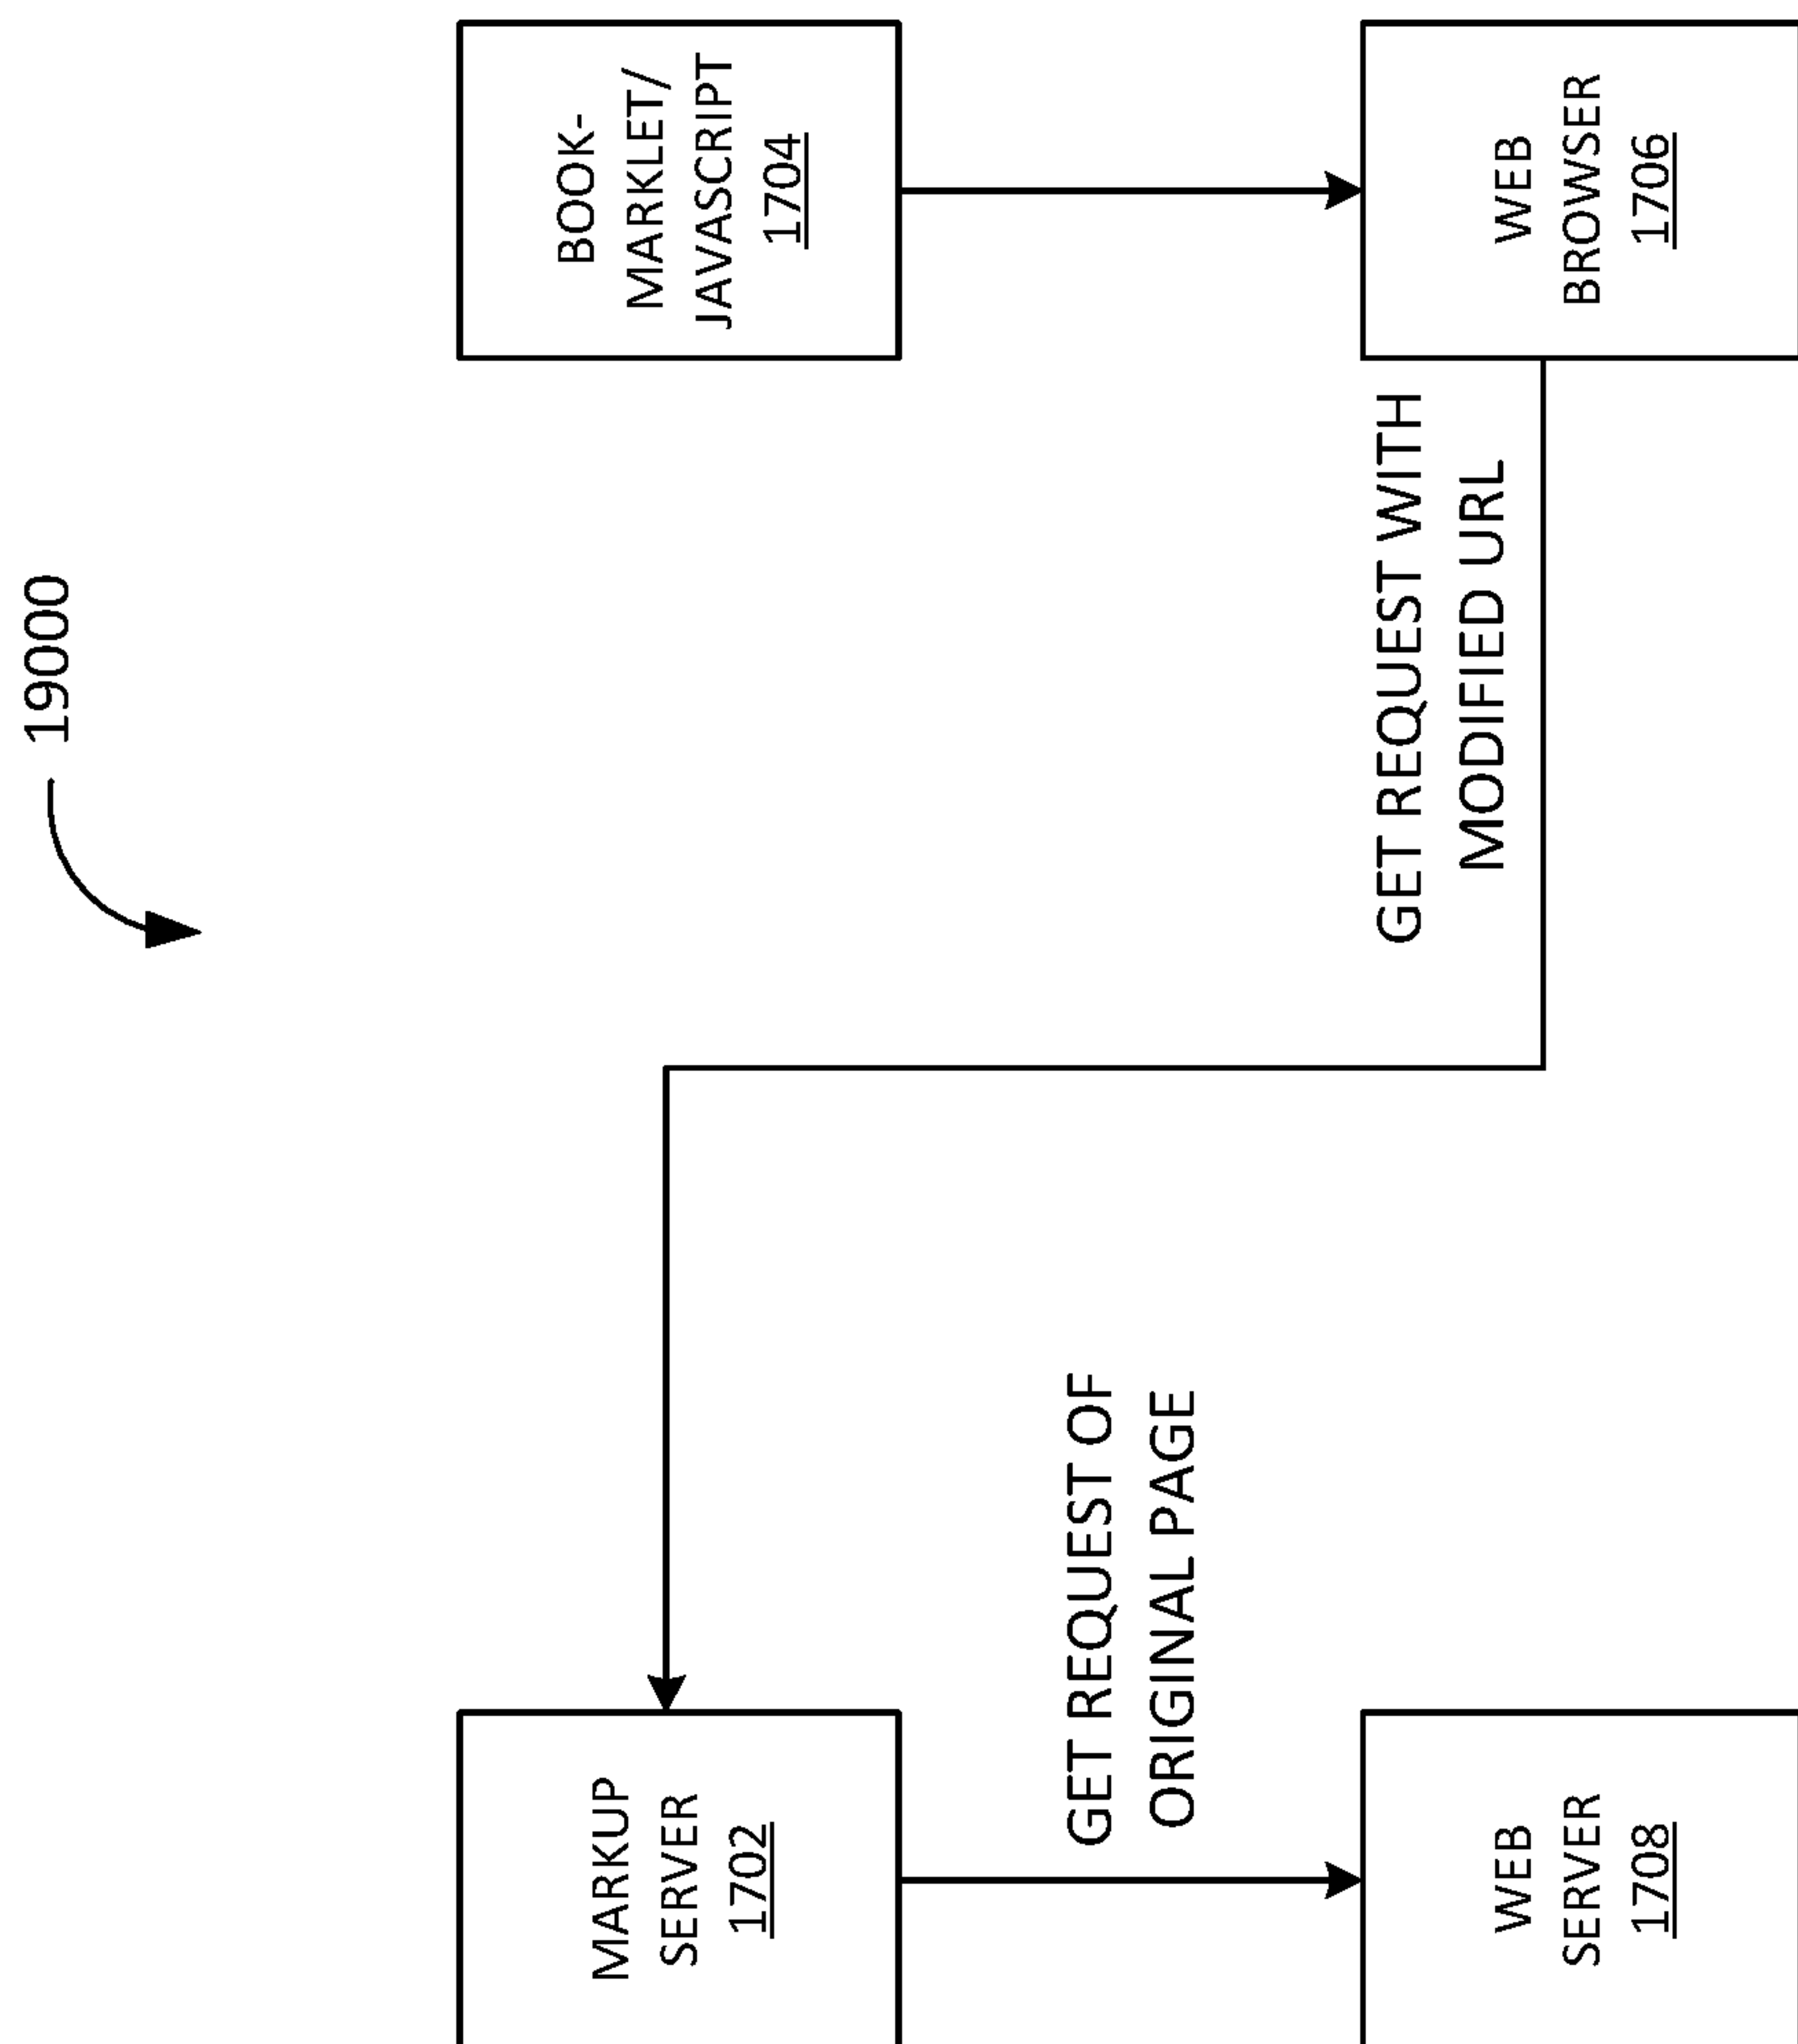 19000
MARKUP
SERVER
1702
BOOK-
MARKLET/
JAVASCRIPT
1704
GET REQUEST OF
ORIGINAL PAGE
GET REQUEST WITH
MODIFIED URL
WEB
SERVER
1708
WEB
BROWSER
1706